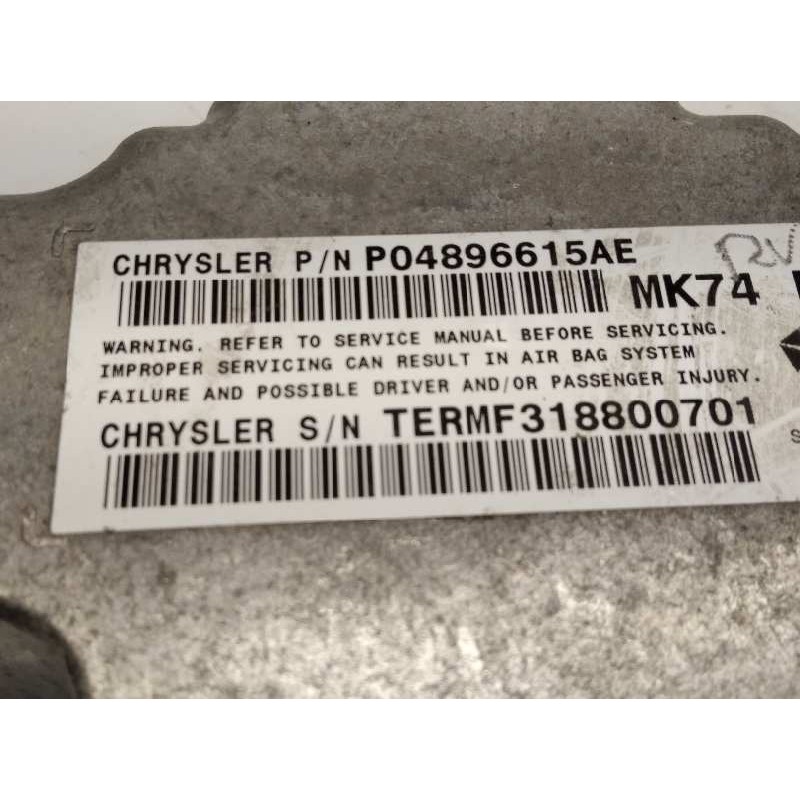 CHRYSLER P/N P04896615AE
MK74
WARNING. REFER TO SERVICE MANUAL BEFORE SERVICING.
IMPROPER SERVICING CAN RESULT IN AIR BAG SYSTEM
FAILURE AND POSSIBLE DRIVER AND/OR PASSENGER INJURY.
CHRYSLER S/N TERMF318800701